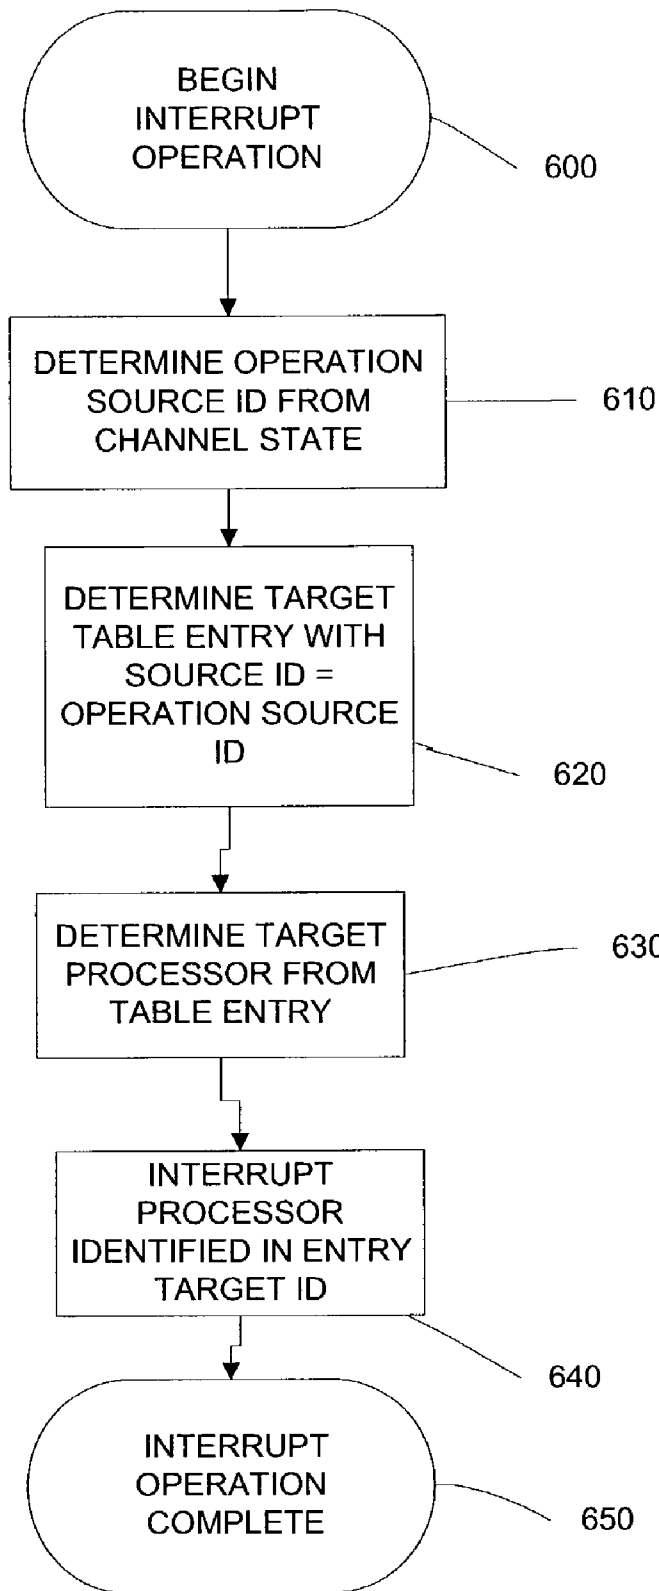 BEGIN
INTERRUPT
OPERATION
600
DETERMINE OPERATION
SOURCE ID FROM
CHANNEL STATE
610
DETERMINE TARGET
TABLE ENTRY WITH
SOURCE ID =
OPERATION SOURCE
ID
620
DETERMINE TARGET
PROCESSOR FROM
TABLE ENTRY
630
INTERRUPT
PROCESSOR
IDENTIFIED IN ENTRY
TARGET ID
640
INTERRUPT
OPERATION
COMPLETE
650